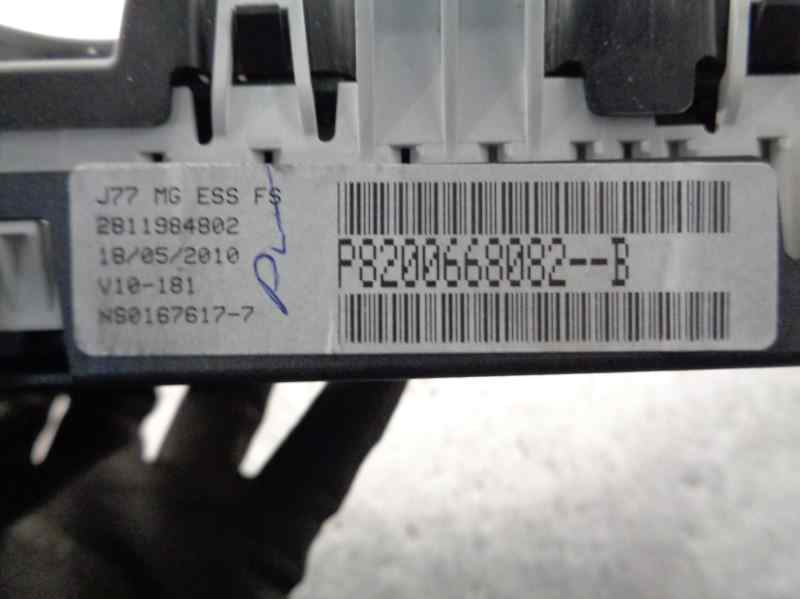 J77 MG ESS FS
2811984802
18/05/2010
V10-181
NS0167617-7
P8200668082--B